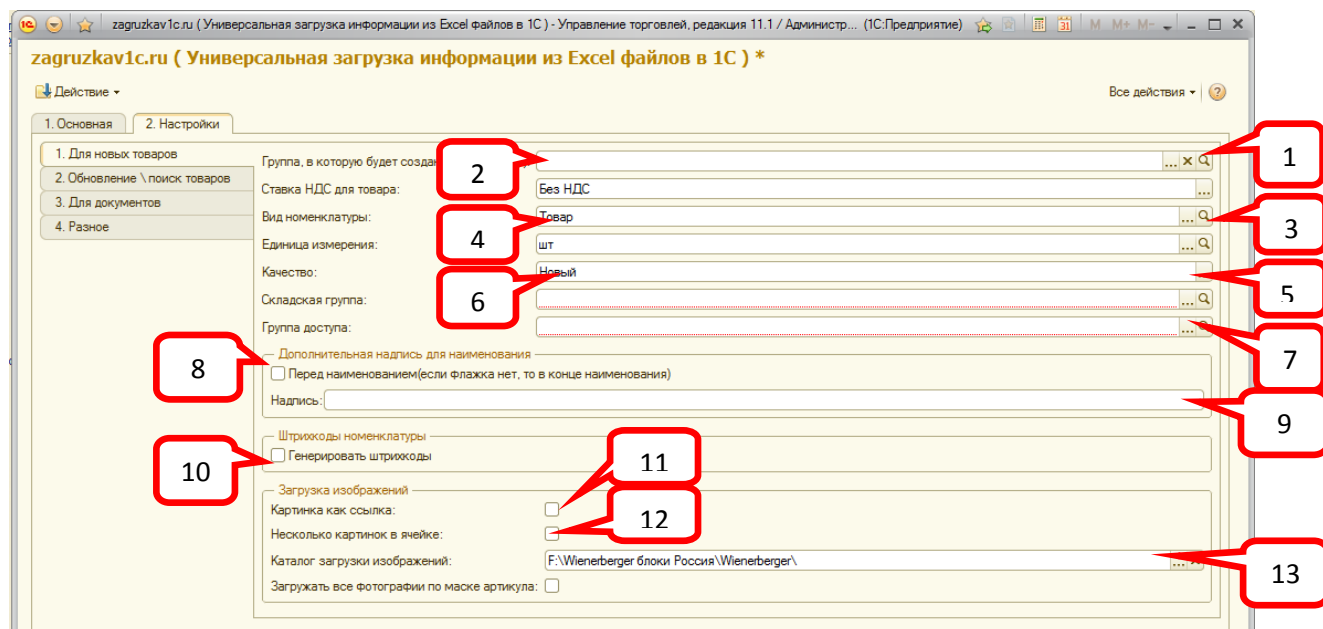 zagruzkav1c.ru ( Универсальная загрузка информации из Excel файлов в 1С ) - Управление торговлей, редакция 11.1 / Администр... (1С:Предприятие) M M+ M-
zagruzkav1c.ru ( Универсальная загрузка информации из Excel файлов в 1С ) *
Действие Все действия
1. Основная 2. Настройки
1. Для новых товаров
2. Обновление \ поиск товаров
3. Для документов
4. Разное
Группа, в которую будет 2 1
Ставка НДС для товара: Без НДС
Вид номенклатуры: 4 Товар 3
Единица измерения: шт
Качество: Новый 5
Складская группа: 6
Группа доступа: 7
Дополнительная надпись для наименования
8 Перед наименованием(если флажка нет, то в конце наименования)
Надпись: 9
Штрихкоды номенклатуры
10 Генерировать штрихкоды 11
Загрузка изображений
Картинка как ссылка: 12
Несколько картинок в ячейке:
Каталог загрузки изображений: F:\Wienerberger блоки Россия\Wienerberger\ 13
Загружать все фотографии по маске артикула: